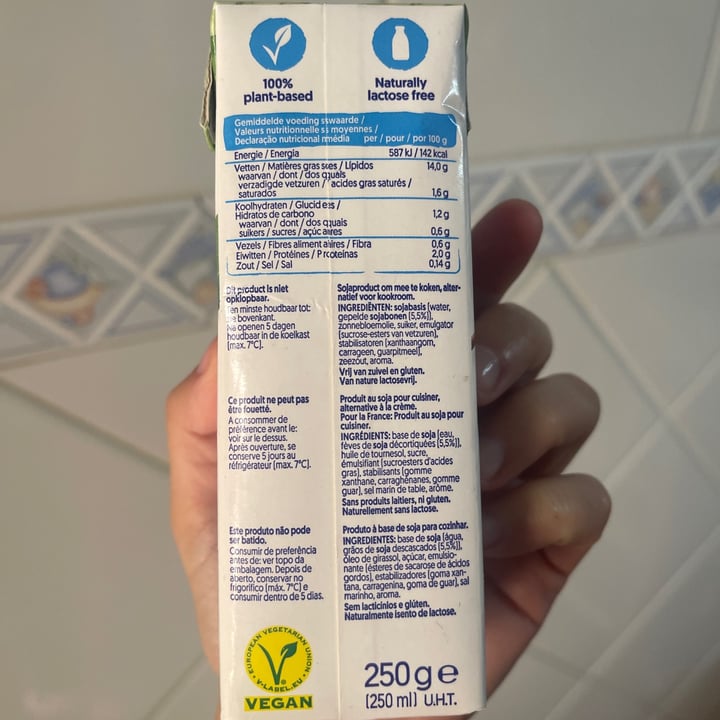 100%
plant-based
Naturally
lactose free
Gemiddelde voedingswaarde /
Valeurs nutritionnelles moyennes /
Declaração nutricional média per / pour / por 100 g
Energie / Energia 587 kJ / 142 kcal
Vetten / Matières grasses / Lípidos 14,0 g
waarvan / dont / dos quais
verzadigde vetzuren / acides gras saturés /
saturados 1,6 g
Koolhydraten / Glucides /
Hidratos de carbono 1,2 g
waarvan / dont / dos quais
suikers / sucres / açúcares 0,6 g
Vezels / Fibres alimentaires / Fibra 0,6 g
Eiwitten / Protéines / Proteínas 2,0 g
Zout / Sel / Sal 0,14 g
Dit product is niet
opklopbaar.
Ten minste houdbaar tot:
zie bovenkant.
Na openen 5 dagen
houdbaar in de koelkast
(max. 7°C).
Sojaproduct om mee te koken, alter-
natief voor kookroom.
INGREDIËNTEN: sojabasis (water,
gepelde sojabonen (5,5%)),
zonnebloemolie, suiker, emulgator
(sucrose-esters van vetzuren),
stabilisatoren (xanthaangom,
carrageen, guarpitmeel),
zeezout, aroma.
Vrij van zuivel en gluten.
Van nature lactosevrij.
Ce produit ne peut pas
être fouetté.
A consommer de
préférence avant le:
voir sur le dessus.
Après ouverture, se
conserve 5 jours au
réfrigérateur (max. 7°C).
Produit au soja pour cuisiner,
alternative à la crème.
Pour la France: Produit au soja pour
cuisiner.
INGRÉDIENTS: base de soja (eau,
fèves de soja décortiquées (5,5%)),
huile de tournesol, sucre,
émulsifiant (sucroesters d'acides
gras), stabilisants (gomme
xanthane, carraghénanes, gomme
guar), sel marin de table, arôme.
Sans produits laitiers, ni gluten.
Naturellement sans lactose.
Este produto não pode
ser batido.
Consumir de preferência
antes de: ver topo da
embalagem. Depois de
aberto, conservar no
frigorífico (máx. 7°C) e
consumir dentro de 5 dias.
Produto à base de soja para cozinhar.
INGREDIENTES: base de soja (água,
grãos de soja descascados (5,5%)),
óleo de girassol, açúcar, emulsio-
nante (ésteres de sacarose de ácidos
gordos), estabilizadores (goma xan-
tana, carragenina, goma de guar), sal
marinho, aroma.
Sem lacticínios e glúten.
Naturalmente isento de lactose.
EUROPEAN VEGETARIAN UNION
V-LABEL.EU
VEGAN
250 g e
(250 ml) U.H.T.